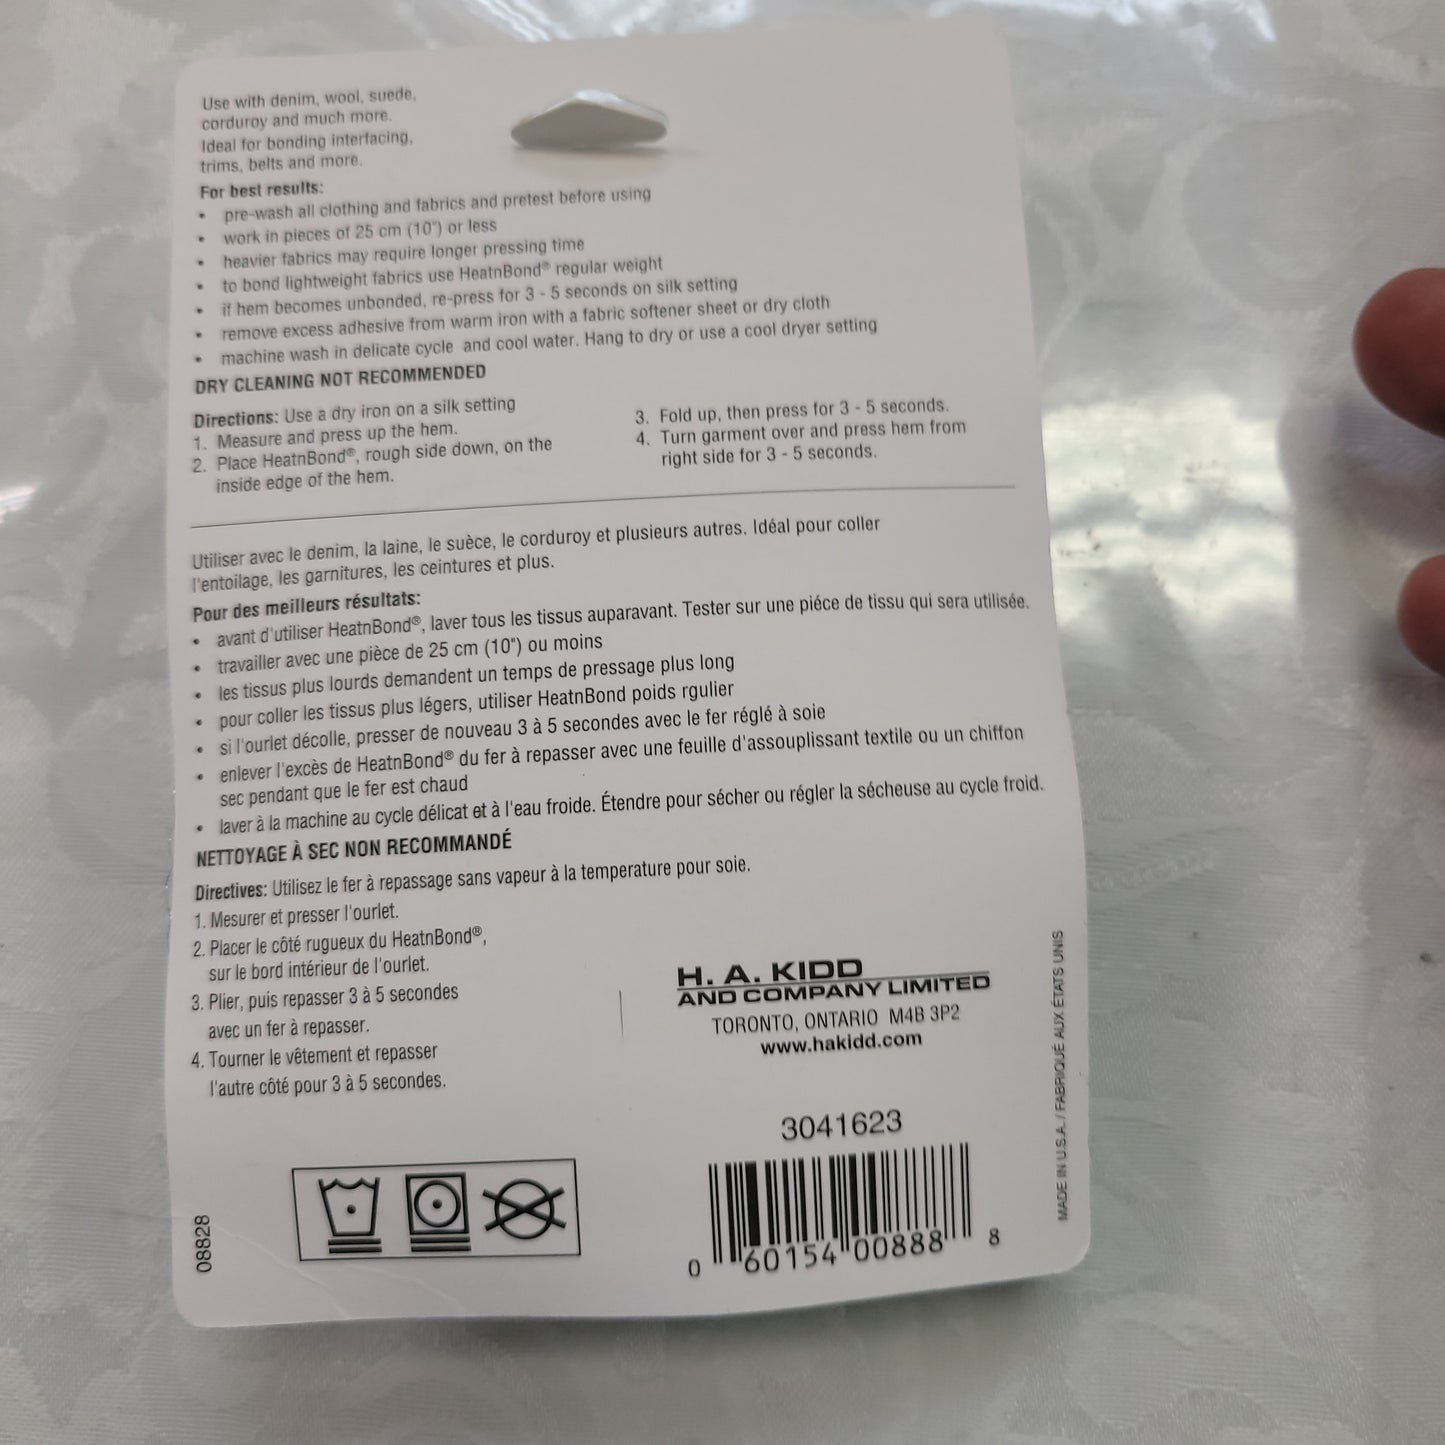 Use with denim, wool, suede,
corduroy and much more.
Ideal for bonding interfacing,
trims, belts and more.
For best results:
• pre-wash all clothing and fabrics and pretest before using
• work in pieces of 25 cm (10") or less
• heavier fabrics may require longer pressing time
• to bond lightweight fabrics use HeatnBond® regular weight
• if hem becomes unbonded, re-press for 3 - 5 seconds on silk setting
• remove excess adhesive from warm iron with a fabric softener sheet or dry cloth
• machine wash in delicate cycle and cool water. Hang to dry or use a cool dryer setting
DRY CLEANING NOT RECOMMENDED
Directions: Use a dry iron on a silk setting
1. Measure and press up the hem.
2. Place HeatnBond®, rough side down, on the
inside edge of the hem.
3. Fold up, then press for 3 - 5 seconds.
4. Turn garment over and press hem from
right side for 3 - 5 seconds.
Utiliser avec le denim, la laine, le suèce, le corduroy et plusieurs autres. Idéal pour coller
l'entoilage, les garnitures, les ceintures et plus.
Pour des meilleurs résultats:
• avant d'utiliser HeatnBond®, laver tous les tissus auparavant. Tester sur une piéce de tissu qui sera utilisée.
• travailler avec une pièce de 25 cm (10") ou moins
• les tissus plus lourds demandent un temps de pressage plus long
• pour coller les tissus plus légers, utiliser HeatnBond poids rgulier
• si l'ourlet décolle, presser de nouveau 3 à 5 secondes avec le fer réglé à soie
• enlever l'excès de HeatnBond® du fer à repasser avec une feuille d'assouplissant textile ou un chiffon
sec pendant que le fer est chaud
• laver à la machine au cycle délicat et à l'eau froide. Étendre pour sécher ou régler la sécheuse au cycle froid.
NETTOYAGE À SEC NON RECOMMANDÉ
Directives: Utilisez le fer à repassage sans vapeur à la temperature pour soie.
1. Mesurer et presser l'ourlet.
2. Placer le côté rugueux du HeatnBond®,
sur le bord intérieur de l'ourlet.
3. Plier, puis repasser 3 à 5 secondes
avec un fer à repasser.
4. Tourner le vêtement et repasser
l'autre côté pour 3 à 5 secondes.
H. A. KIDD
AND COMPANY LIMITED
TORONTO, ONTARIO M4B 3P2
www.hakidd.com
MADE IN U.S.A. / FABRIQUÉ AUX ÉTATS UNIS
3041623
0 60154 00888 8
08828